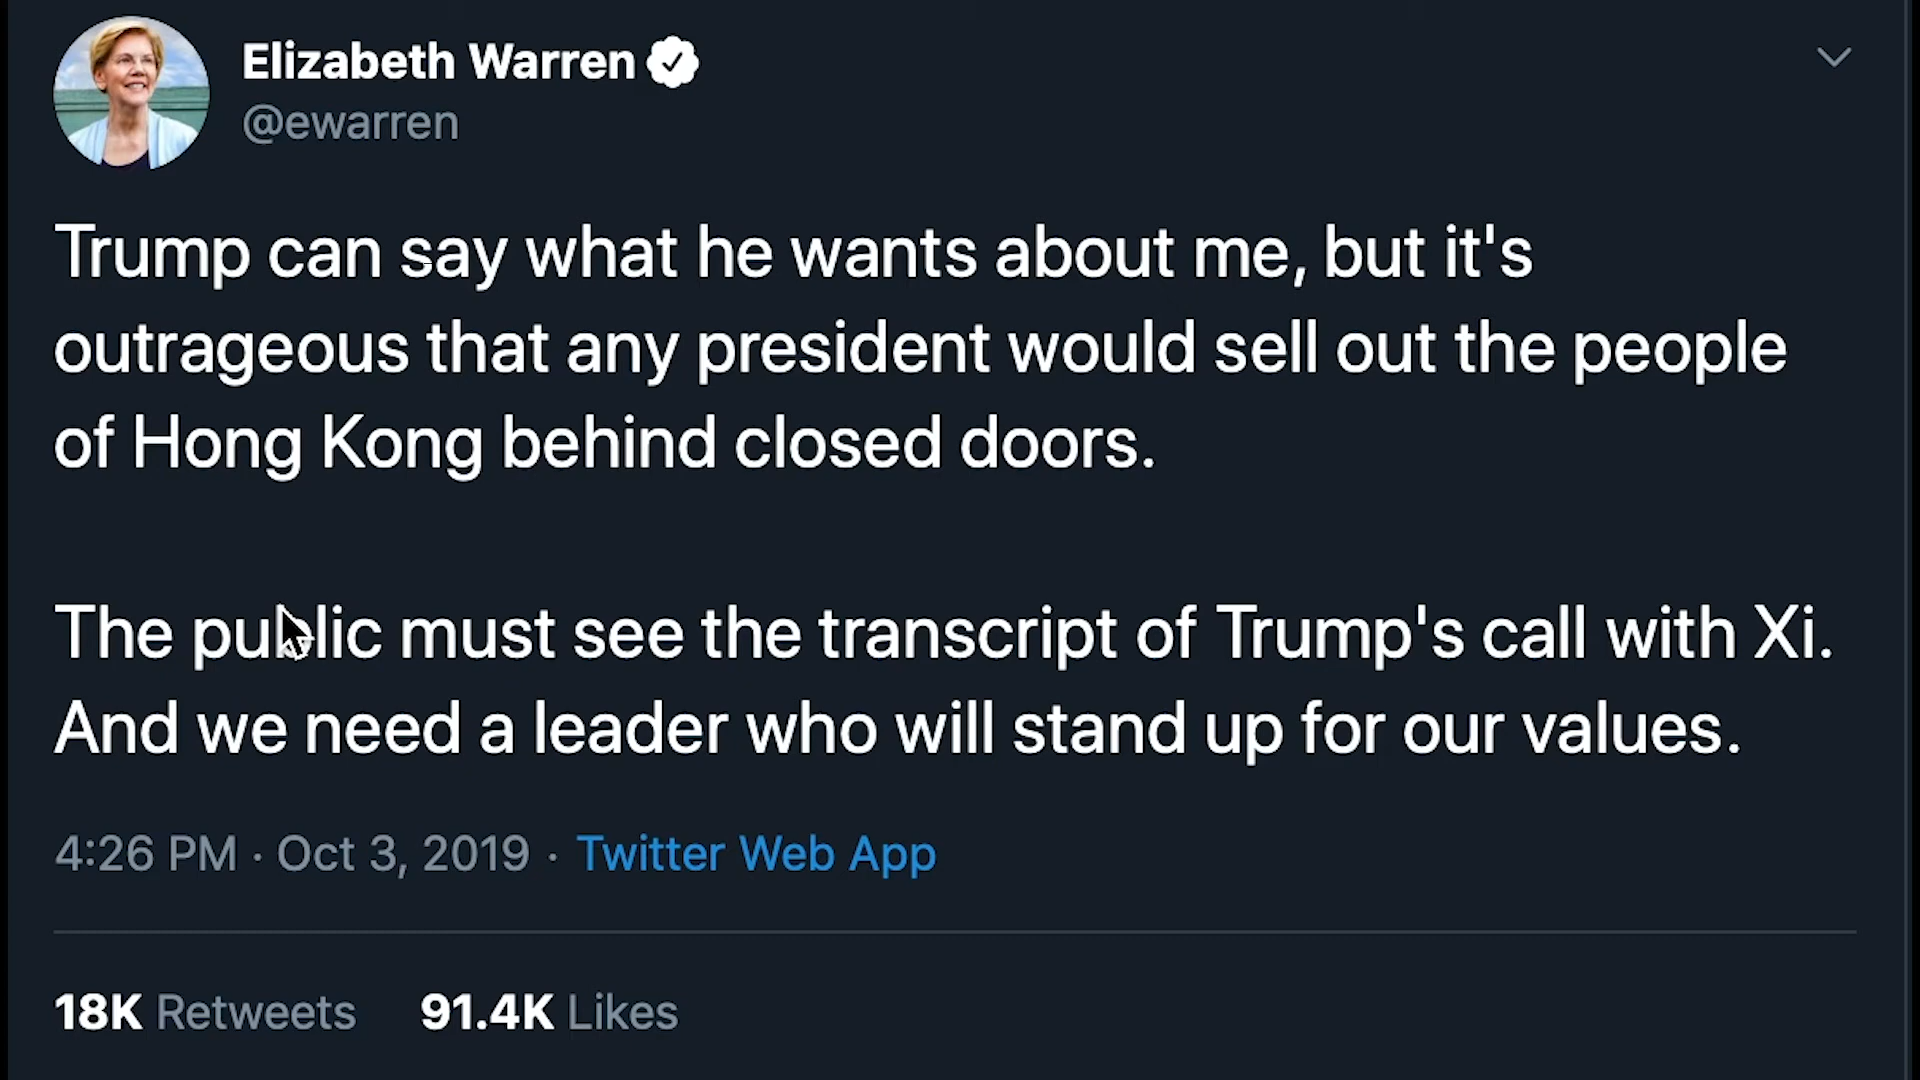 Elizabeth Warren
@ewarren
Trump can say what he wants about me, but it's
outrageous that any president would sell out the people
of Hong Kong behind closed doors.
The public must see the transcript of Trump's call with Xi.
And we need a leader who will stand up for our values.
4:26 PM · Oct 3, 2019 · Twitter Web App
18K Retweets 91.4K Likes